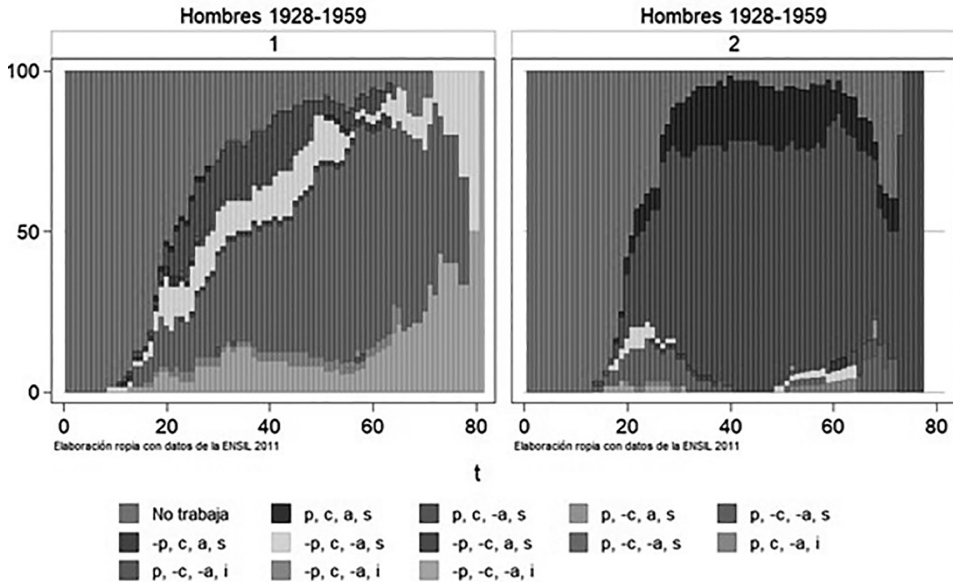 Hombres 1928-1959
1
Hombres 1928-1959
2
100
50
0
0 20 40 60 80
0 20 40 60 80
Elaboración ropia con datos de la ENSIL 2011
Elaboración ropia con datos de la ENSIL 2011
t
No trabaja
p, c, a, s
p, c, -a, s
p, -c, a, s
p, -c, -a, s
-p, c, a, s
-p, c, -a, s
-p, -c, a, s
-p, -c, -a, s
p, c, -a, i
p, -c, -a, i
-p, c, -a, i
-p, -c, -a, i